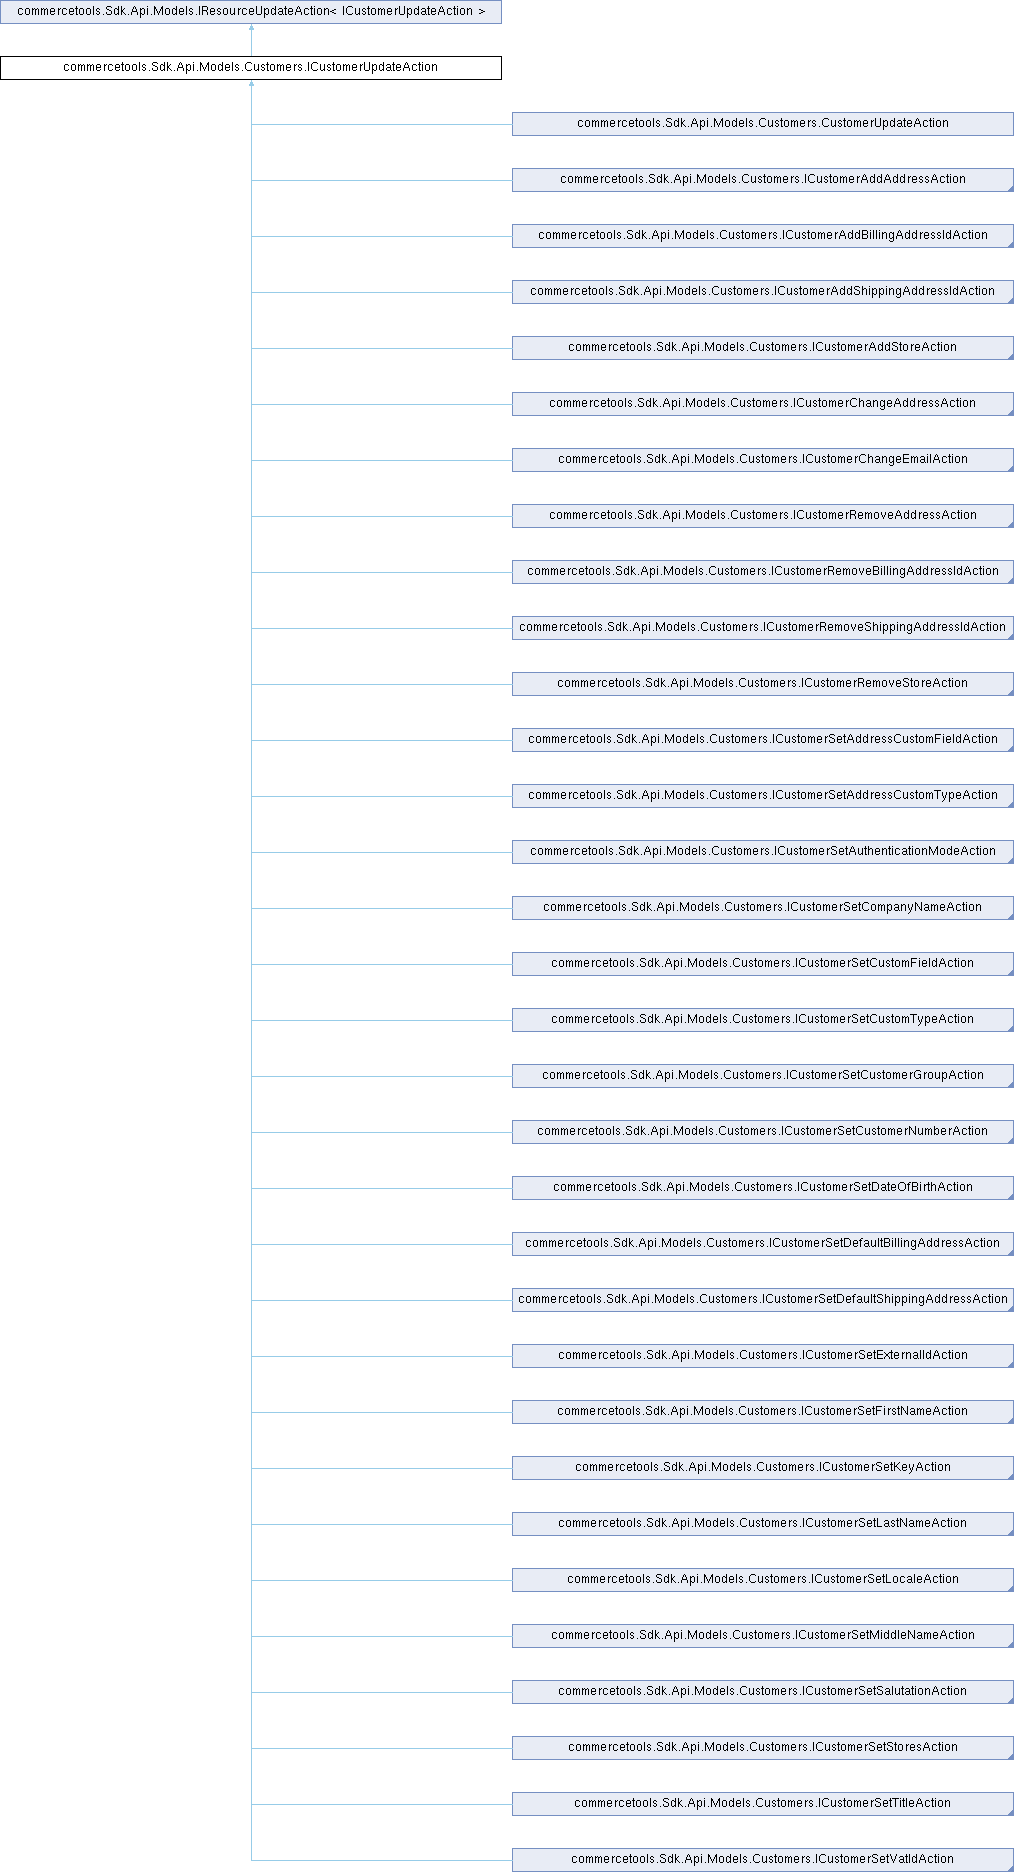 commercetools.Sdk.Api.Models.IResourceUpdateAction< ICustomerUpdateAction >
commercetools.Sdk.Api.Models.Customers.ICustomerUpdateAction
commercetools.Sdk.Api.Models.Customers.CustomerUpdateAction
commercetools.Sdk.Api.Models.Customers.ICustomerAddAddressAction
commercetools.Sdk.Api.Models.Customers.ICustomerAddBillingAddressIdAction
commercetools.Sdk.Api.Models.Customers.ICustomerAddShippingAddressIdAction
commercetools.Sdk.Api.Models.Customers.ICustomerAddStoreAction
commercetools.Sdk.Api.Models.Customers.ICustomerChangeAddressAction
commercetools.Sdk.Api.Models.Customers.ICustomerChangeEmailAction
commercetools.Sdk.Api.Models.Customers.ICustomerRemoveAddressAction
commercetools.Sdk.Api.Models.Customers.ICustomerRemoveBillingAddressIdAction
commercetools.Sdk.Api.Models.Customers.ICustomerRemoveShippingAddressIdAction
commercetools.Sdk.Api.Models.Customers.ICustomerRemoveStoreAction
commercetools.Sdk.Api.Models.Customers.ICustomerSetAddressCustomFieldAction
commercetools.Sdk.Api.Models.Customers.ICustomerSetAddressCustomTypeAction
commercetools.Sdk.Api.Models.Customers.ICustomerSetAuthenticationModeAction
commercetools.Sdk.Api.Models.Customers.ICustomerSetCompanyNameAction
commercetools.Sdk.Api.Models.Customers.ICustomerSetCustomFieldAction
commercetools.Sdk.Api.Models.Customers.ICustomerSetCustomTypeAction
commercetools.Sdk.Api.Models.Customers.ICustomerSetCustomerGroupAction
commercetools.Sdk.Api.Models.Customers.ICustomerSetCustomerNumberAction
commercetools.Sdk.Api.Models.Customers.ICustomerSetDateOfBirthAction
commercetools.Sdk.Api.Models.Customers.ICustomerSetDefaultBillingAddressAction
commercetools.Sdk.Api.Models.Customers.ICustomerSetDefaultShippingAddressAction
commercetools.Sdk.Api.Models.Customers.ICustomerSetExternalIdAction
commercetools.Sdk.Api.Models.Customers.ICustomerSetFirstNameAction
commercetools.Sdk.Api.Models.Customers.ICustomerSetKeyAction
commercetools.Sdk.Api.Models.Customers.ICustomerSetLastNameAction
commercetools.Sdk.Api.Models.Customers.ICustomerSetLocaleAction
commercetools.Sdk.Api.Models.Customers.ICustomerSetMiddleNameAction
commercetools.Sdk.Api.Models.Customers.ICustomerSetSalutationAction
commercetools.Sdk.Api.Models.Customers.ICustomerSetStoresAction
commercetools.Sdk.Api.Models.Customers.ICustomerSetTitleAction
commercetools.Sdk.Api.Models.Customers.ICustomerSetVatIdAction